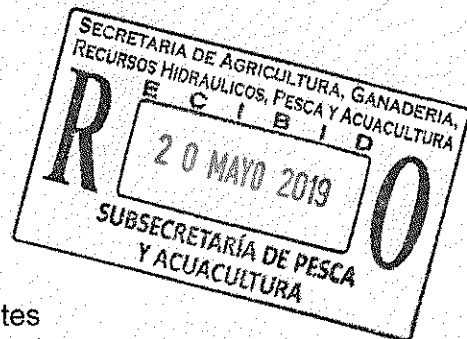 SECRETARIA DE AGRICULTURA, GANADERIA,
RECURSOS HIDRAULICOS, PESCA Y ACUACULTURA
R E C I B I D O
20 MAYO 2019
SUBSECRETARÍA DE PESCA
Y ACUACULTURA
tes